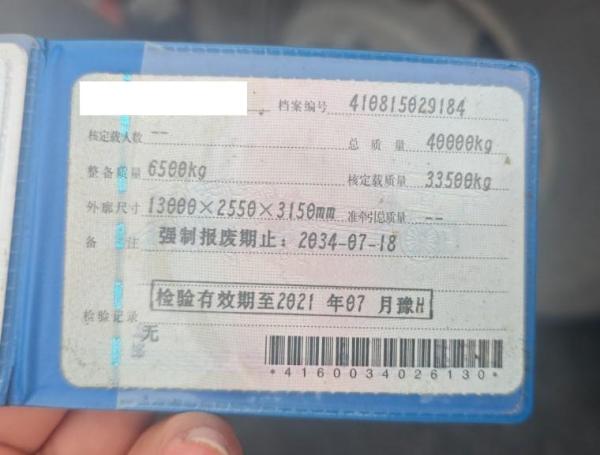 档案编号 410815029184
核定载人数 -- 总质量 40000kg
整备质量 6500kg 核定载质量 33500kg
外廓尺寸 13000×2550×3150mm 准牵引总质量 --
备注 强制报废期止：2034-07-18
检验记录 检验有效期至2021 年07 月豫H
无
*4160034026130*